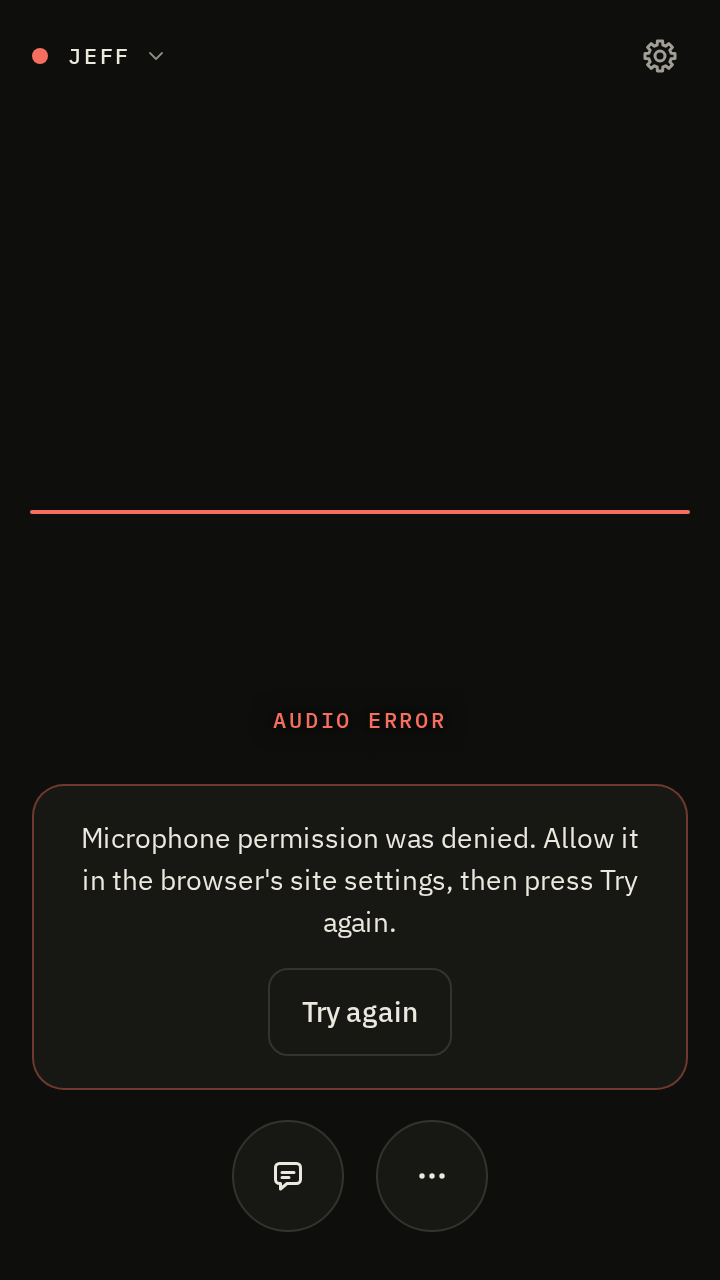 JEFF
AUDIO ERROR
Microphone permission was denied. Allow it
in the browser's site settings, then press Try
again.
Try again